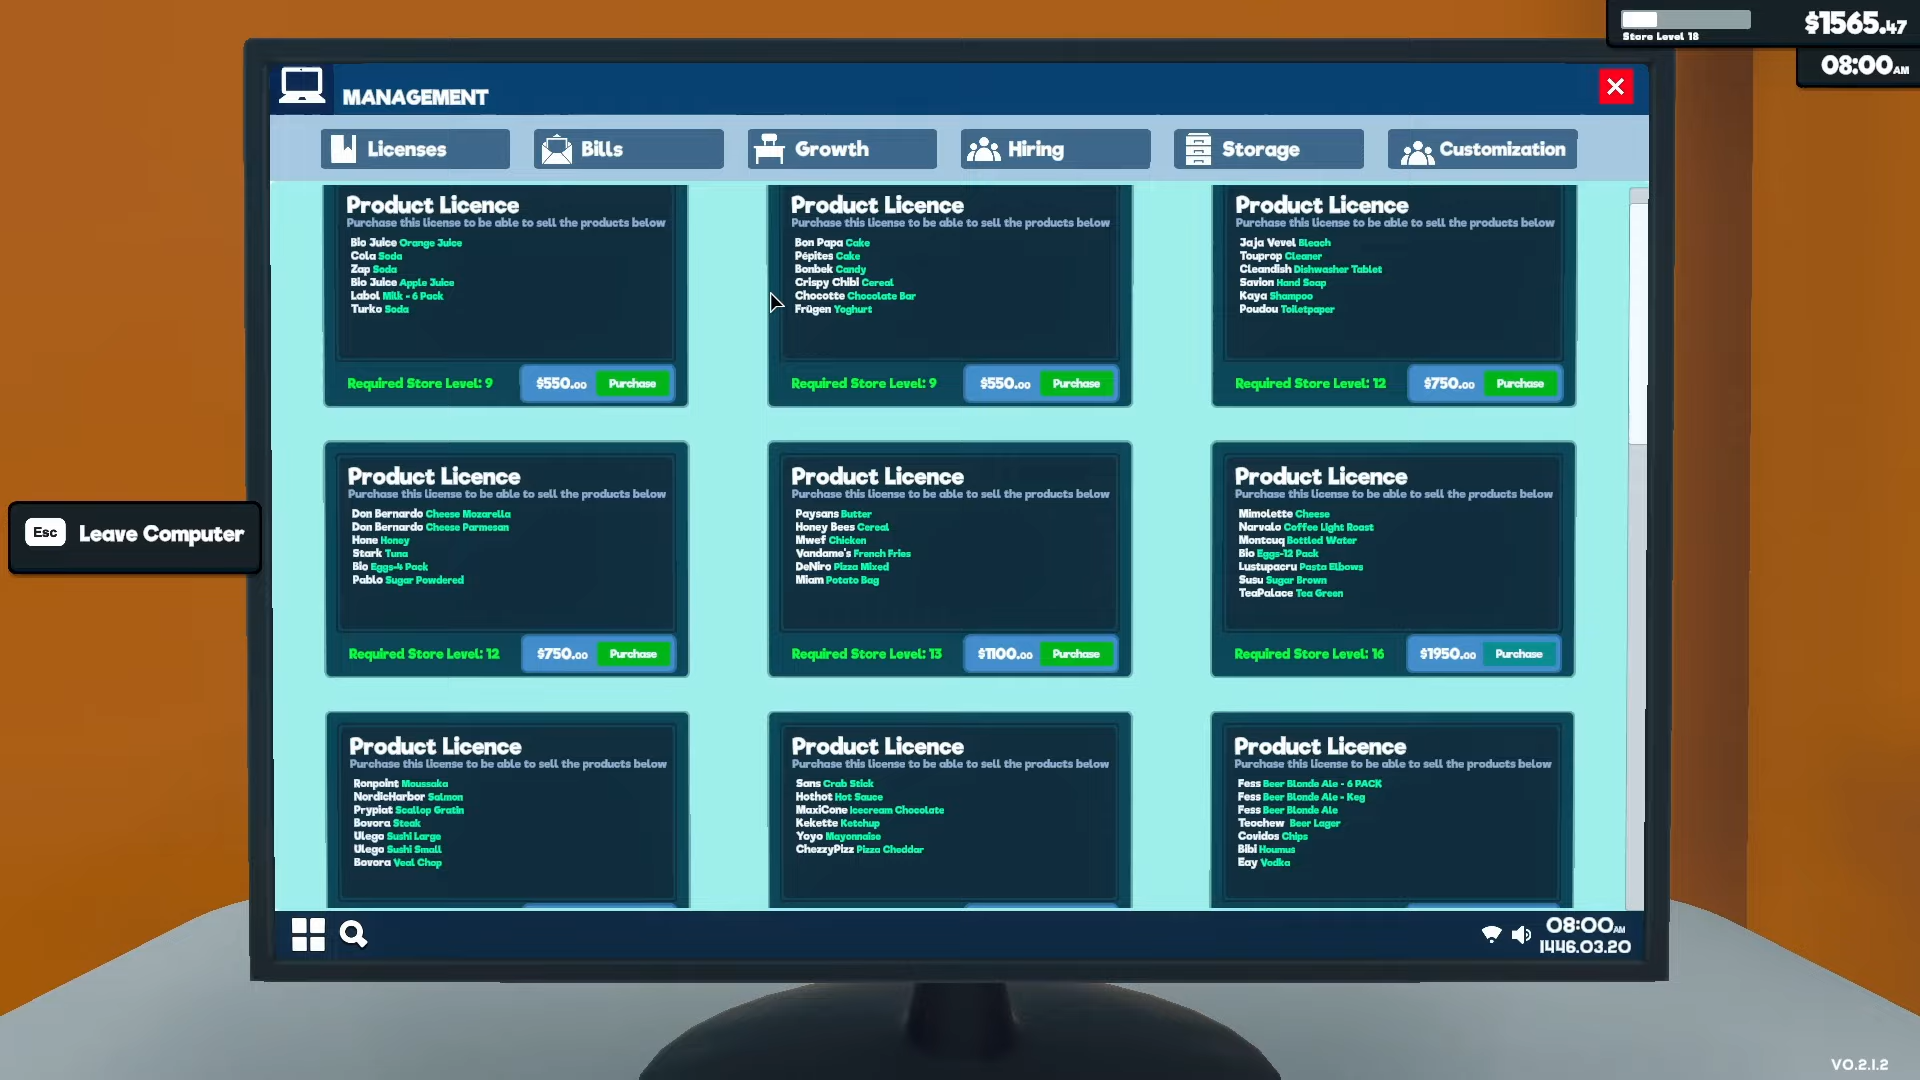 $1565.47
Store Level 18
08:00AM
MANAGEMENT
Licenses
Bills
Growth
Hiring
Storage
Customization
Product Licence
Purchase this license to be able to sell the products below
Bio Juice Orange Juice
Cola Soda
Zap Soda
Bio Juice Apple Juice
Labol Milk - 6 Pack
Turko Soda
Required Store Level: 9
$550.00
Purchase
Product Licence
Purchase this license to be able to sell the products below
Bon Papa Cake
Pépites Cake
Bonbek Candy
Crispy Chibi Cereal
Chocotte Chocolate Bar
Frügen Yoghurt
Required Store Level: 9
$550.00
Purchase
Product Licence
Purchase this license to be able to sell the products below
Jaja Vevel Bleach
Touprop Cleaner
Cleandish Dishwasher Tablet
Savion Hand Soap
Kaya Shampoo
Poudou Toiletpaper
Required Store Level: 12
$750.00
Purchase
Product Licence
Purchase this license to be able to sell the products below
Don Bernardo Cheese Mozarella
Don Bernardo Cheese Parmesan
Hone Honey
Stark Tuna
Bio Eggs-4 Pack
Pablo Sugar Powdered
Required Store Level: 12
$750.00
Purchase
Product Licence
Purchase this license to be able to sell the products below
Paysans Butter
Honey Bees Cereal
Mwef Chicken
Vandame's French Fries
DeNiro Pizza Mixed
Miam Potato Bag
Required Store Level: 13
$1100.00
Purchase
Product Licence
Purchase this license to be able to sell the products below
Mimolette Cheese
Narvalo Coffee Light Roast
Montcuq Bottled Water
Bio Eggs-12 Pack
Lustupacru Pasta Elbows
Susu Sugar Brown
TeaPalace Tea Green
Required Store Level: 16
$1950.00
Purchase
Esc Leave Computer
Product Licence
Purchase this license to be able to sell the products below
Ronpoint Moussaka
NordicHarbor Salmon
Prypiat Scallop Gratin
Bovora Steak
Ulego Sushi Large
Ulego Sushi Small
Bovora Veal Chop
Product Licence
Purchase this license to be able to sell the products below
Sans Crab Stick
Hothot Hot Sauce
MaxiCone Icecream Chocolate
Kekette Ketchup
Yoyo Mayonnaise
ChezzyPizz Pizza Cheddar
Product Licence
Purchase this license to be able to sell the products below
Fess Beer Blonde Ale - 6 PACK
Fess Beer Blonde Ale - Keg
Fess Beer Blonde Ale
Teochew Beer Lager
Covidos Chips
Bibi Houmus
Eay Vodka
08:00AM
1446.03.20
V0.2.1.2